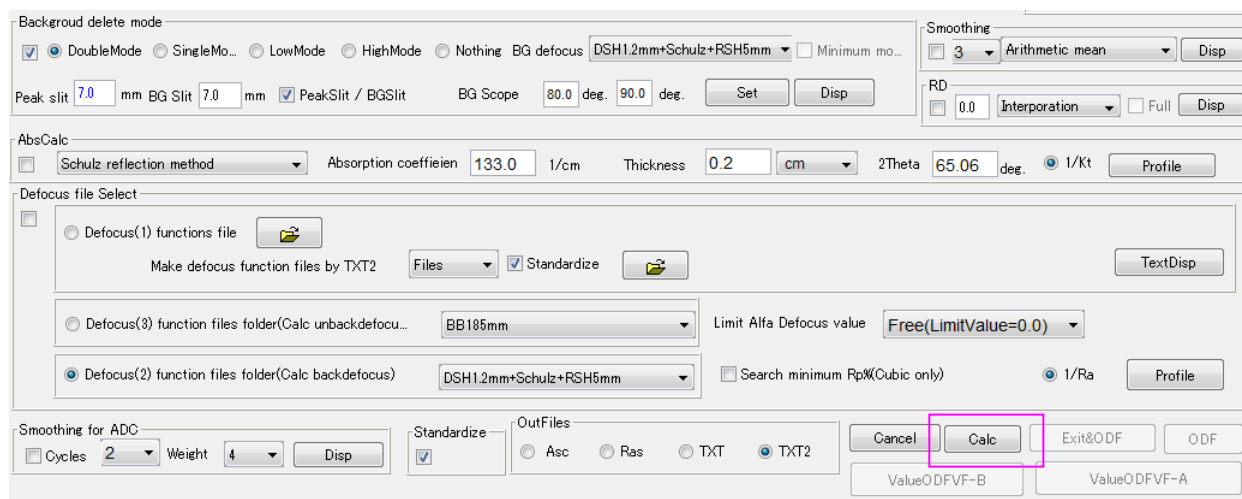 Backgroud delete mode
DoubleMode SingleMo... LowMode HighMode Nothing BG defocus DSH1.2mm+Schulz+RSH5mm Minimum mo...
Peak slit 7.0 mm BG Slit 7.0 mm PeakSlit / BGSlit BG Scope 80.0 deg. 90.0 deg. Set Disp
Smoothing
3 Arithmetic mean Disp
RD
0.0 Interporation Full Disp
AbsCalc
Schulz reflection method Absorption coeffieien 133.0 1/cm Thickness 0.2 cm 2Theta 65.06 deg. 1/Kt Profile
Defocus file Select
Defocus(1) functions file
Make defocus function files by TXT2 Files Standardize TextDisp
Defocus(3) function files folder(Calc unbackdefocu... BB185mm Limit Alfa Defocus value Free(LimitValue=0.0)
Defocus(2) function files folder(Calc backdefocus) DSH1.2mm+Schulz+RSH5mm Search minimum Rp%(Cubic only) 1/Ra Profile
Smoothing for ADC
Cycles 2 Weight 4 Disp
Standardize
OutFiles
Asc Ras TXT TXT2
Cancel Calc Exit&ODF ODF
ValueODFVF-B ValueODFVF-A